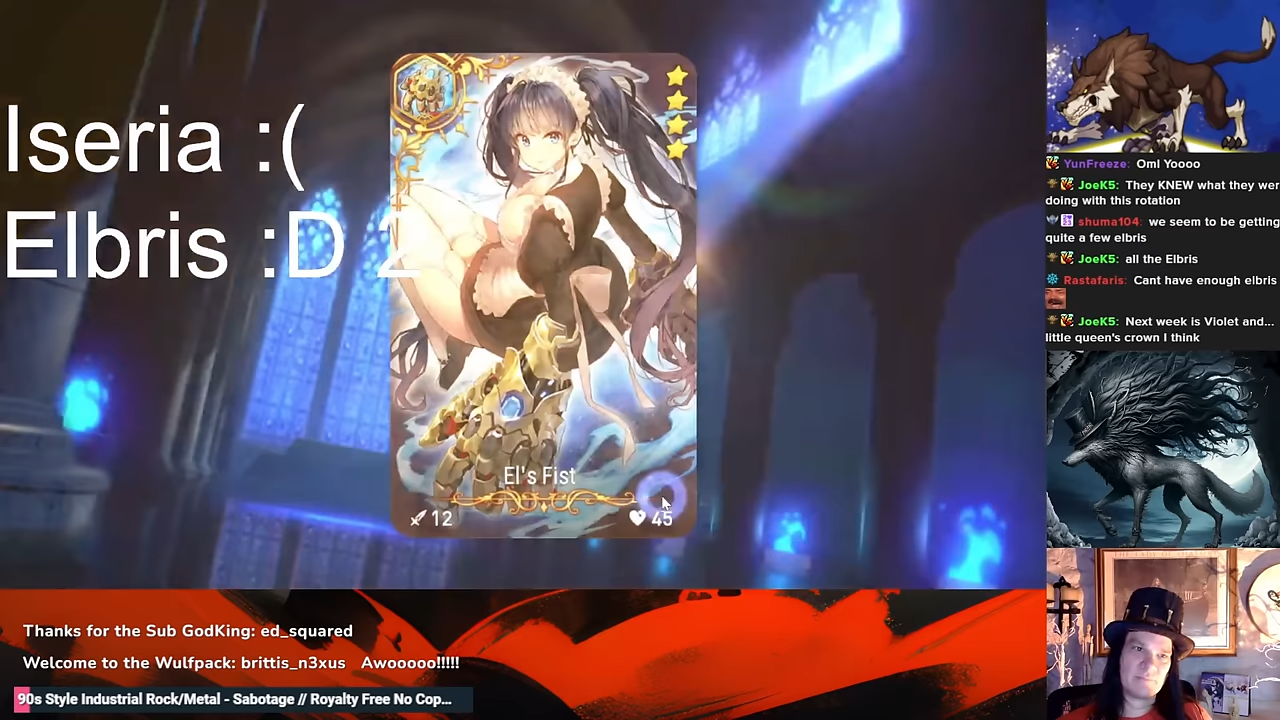 Iseria :(
Elbris :D 2
El's Fist
12
45
YunFreeze: Oml Yoooo
JoeK5: They KNEW what they wer
doing with this rotation
shuma104: we seem to be getting
quite a few elbris
JoeK5: all the Elbris
Rastafaris: Cant have enough elbris
JoeK5: Next week is Violet and...
little queen's crown I think
Thanks for the Sub GodKing: ed_squared
Welcome to the Wulfpack: brittis_n3xus Awooooo!!!!!
90s Style Industrial Rock/Metal - Sabotage // Royalty Free No Cop...